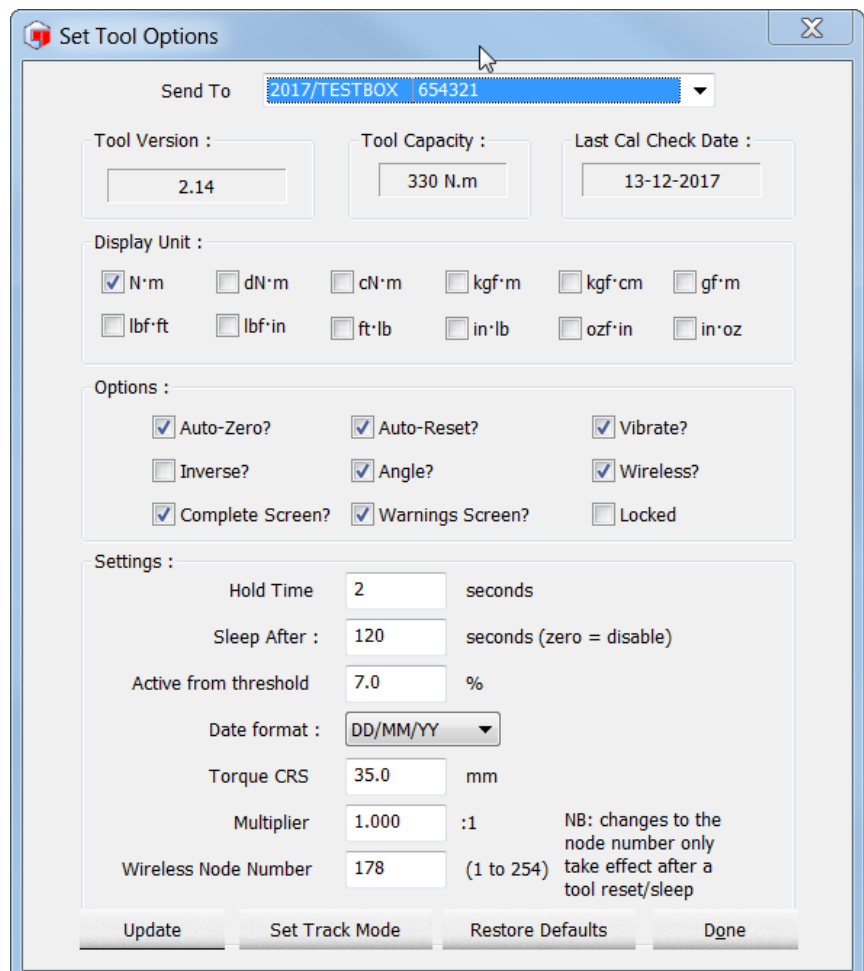 Set Tool Options
Send To 2017/TESTBOX 654321
Tool Version : Tool Capacity : Last Cal Check Date :
2.14 330 N.m 13-12-2017
Display Unit :
N·m dN·m cN·m kgf·m kgf·cm gf·m
lbf·ft lbf·in ft·lb in·lb ozf·in in·oz
Options :
Auto-Zero? Auto-Reset? Vibrate?
Inverse? Angle? Wireless?
Complete Screen? Warnings Screen? Locked
Settings :
Hold Time 2 seconds
Sleep After : 120 seconds (zero = disable)
Active from threshold 7.0 %
Date format : DD/MM/YY
Torque CRS 35.0 mm
Multiplier 1.000 :1
Wireless Node Number 178 (1 to 254)
NB: changes to the
node number only
take effect after a
tool reset/sleep
Update Set Track Mode Restore Defaults Done